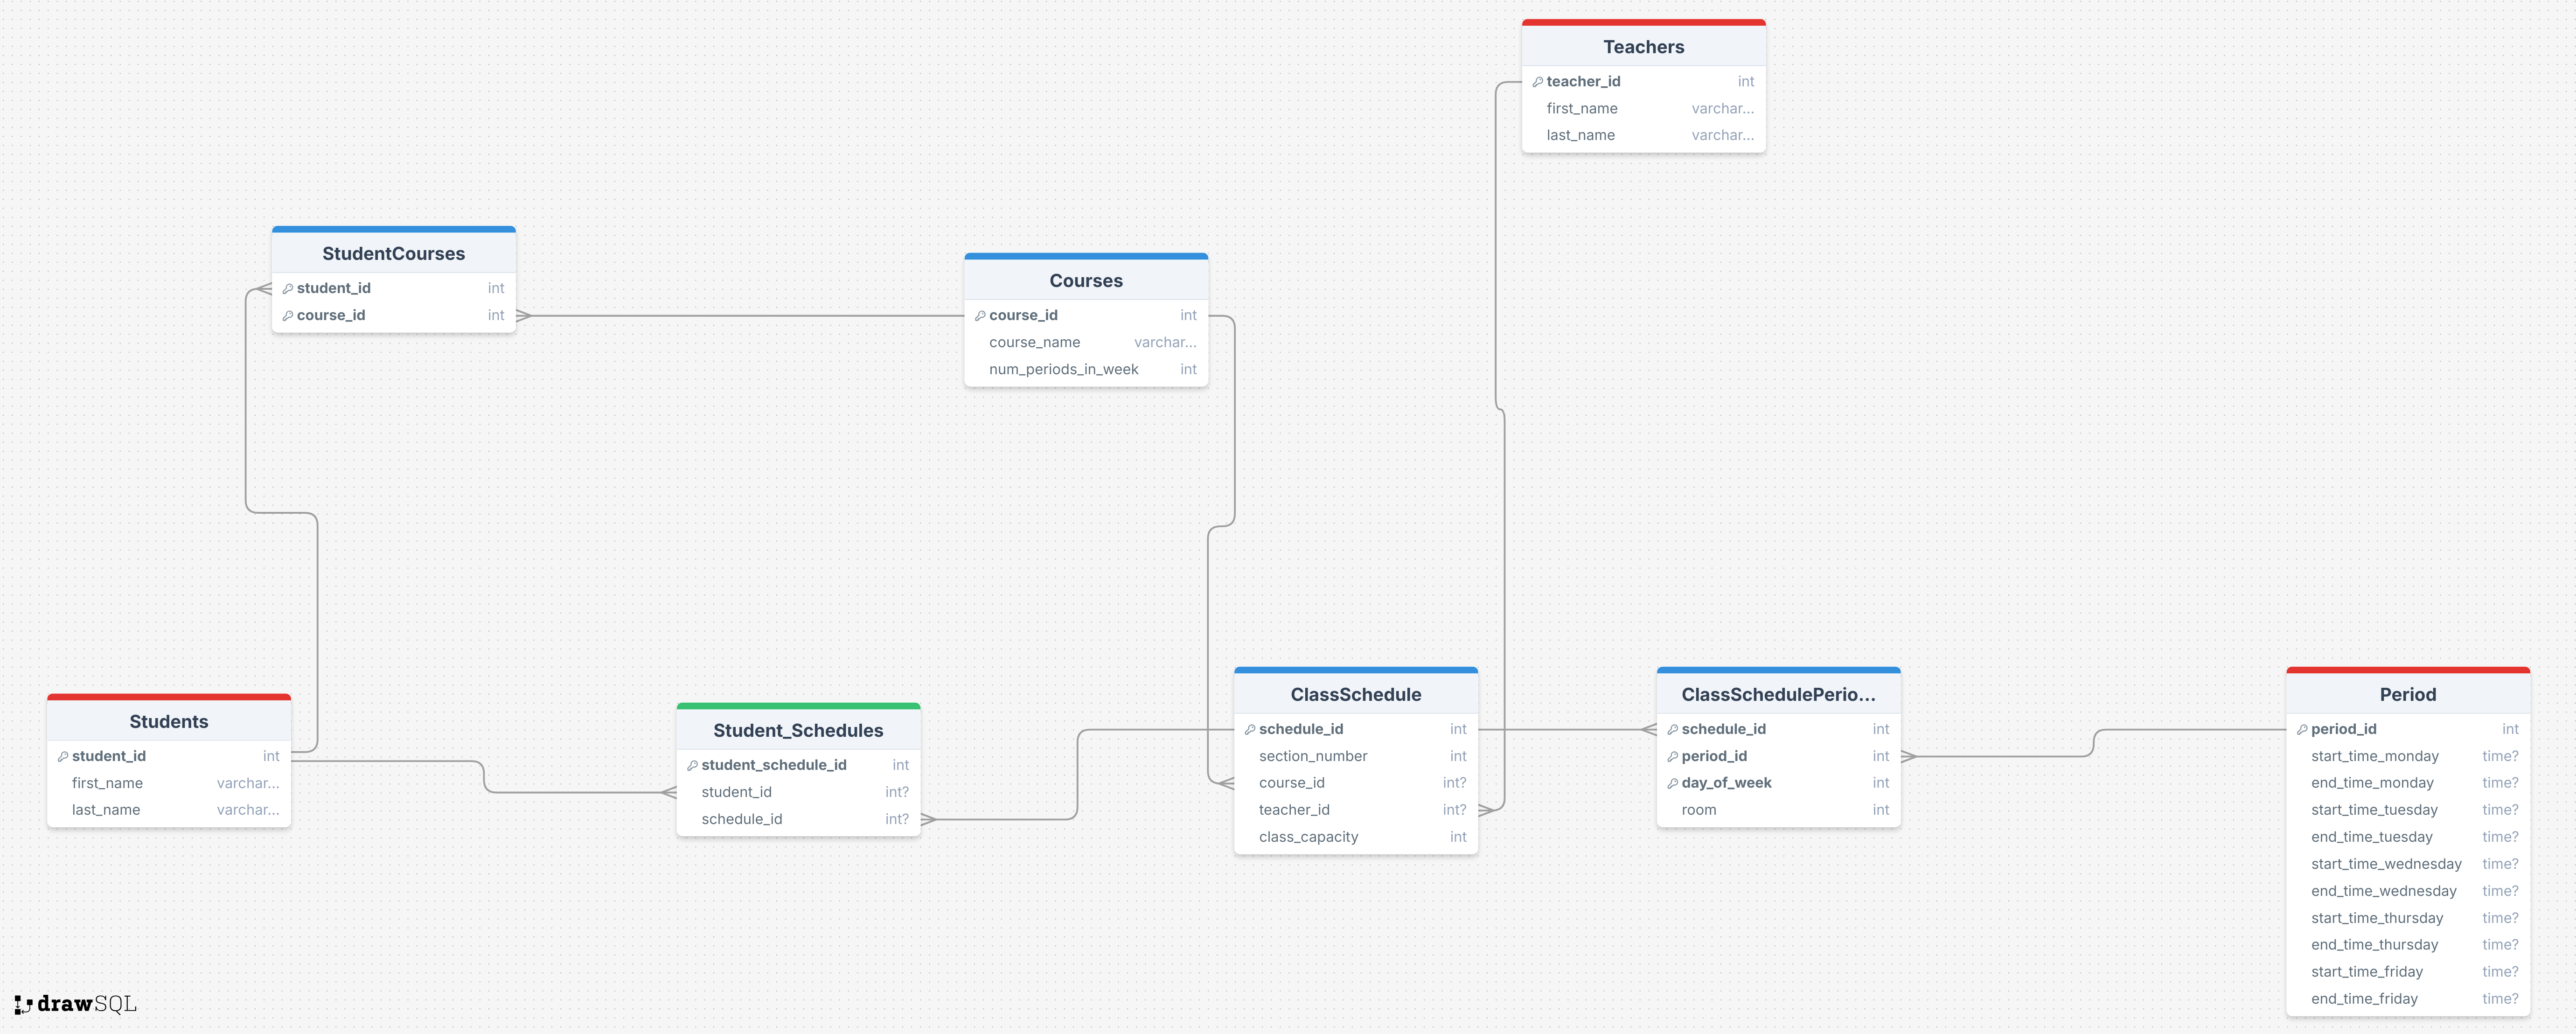 Teachers
teacher_id int
first_name varchar...
last_name varchar...
StudentCourses
student_id int
course_id int
Courses
course_id int
course_name varchar...
num_periods_in_week int
Students
student_id int
first_name varchar...
last_name varchar...
Student_Schedules
student_schedule_id int
student_id int?
schedule_id int?
ClassSchedule
schedule_id int
section_number int
course_id int?
teacher_id int?
class_capacity int
ClassSchedulePerio...
schedule_id int
period_id int
day_of_week int
room int
Period
period_id int
start_time_monday time?
end_time_monday time?
start_time_tuesday time?
end_time_tuesday time?
start_time_wednesday time?
end_time_wednesday time?
start_time_thursday time?
end_time_thursday time?
start_time_friday time?
end_time_friday time?
drawSQL